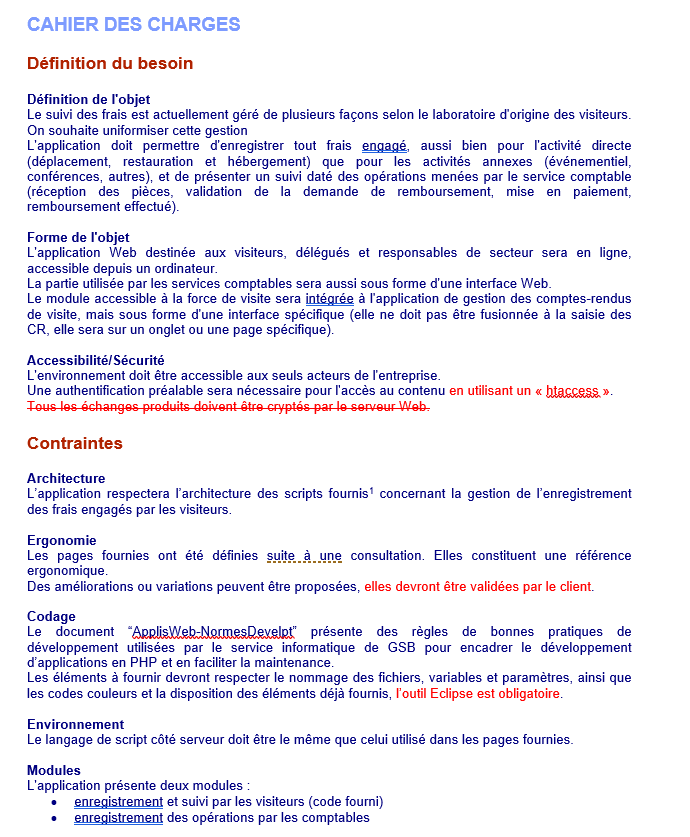 CAHIER DES CHARGES
Définition du besoin
Définition de l'objet
Le suivi des frais est actuellement géré de plusieurs façons selon le laboratoire d'origine des visiteurs.
On souhaite uniformiser cette gestion
L'application doit permettre d'enregistrer tout frais engagé, aussi bien pour l'activité directe
(déplacement, restauration et hébergement) que pour les activités annexes (événementiel,
conférences, autres), et de présenter un suivi daté des opérations menées par le service comptable
(réception des pièces, validation de la demande de remboursement, mise en paiement,
remboursement effectué).
Forme de l'objet
L'application Web destinée aux visiteurs, délégués et responsables de secteur sera en ligne,
accessible depuis un ordinateur.
La partie utilisée par les services comptables sera aussi sous forme d'une interface Web.
Le module accessible à la force de visite sera intégrée à l'application de gestion des comptes-rendus
de visite, mais sous forme d'une interface spécifique (elle ne doit pas être fusionnée à la saisie des
CR, elle sera sur un onglet ou une page spécifique).
Accessibilité/Sécurité
L'environnement doit être accessible aux seuls acteurs de l'entreprise.
Une authentification préalable sera nécessaire pour l'accès au contenu en utilisant un « htaccess ».
Tous les échanges produits doivent être cryptés par le serveur Web.
Contraintes
Architecture
L'application respectera l'architecture des scripts fournis¹ concernant la gestion de l'enregistrement
des frais engagés par les visiteurs.
Ergonomie
Les pages fournies ont été définies suite à une consultation. Elles constituent une référence
ergonomique.
Des améliorations ou variations peuvent être proposées, elles devront être validées par le client.
Codage
Le document “ApplisWeb-NormesDevelpt” présente des règles de bonnes pratiques de
développement utilisées par le service informatique de GSB pour encadrer le développement
d'applications en PHP et en faciliter la maintenance.
Les éléments à fournir devront respecter le nommage des fichiers, variables et paramètres, ainsi que
les codes couleurs et la disposition des éléments déjà fournis, l'outil Eclipse est obligatoire.
Environnement
Le langage de script côté serveur doit être le même que celui utilisé dans les pages fournies.
Modules
L'application présente deux modules :
• enregistrement et suivi par les visiteurs (code fourni)
• enregistrement des opérations par les comptables